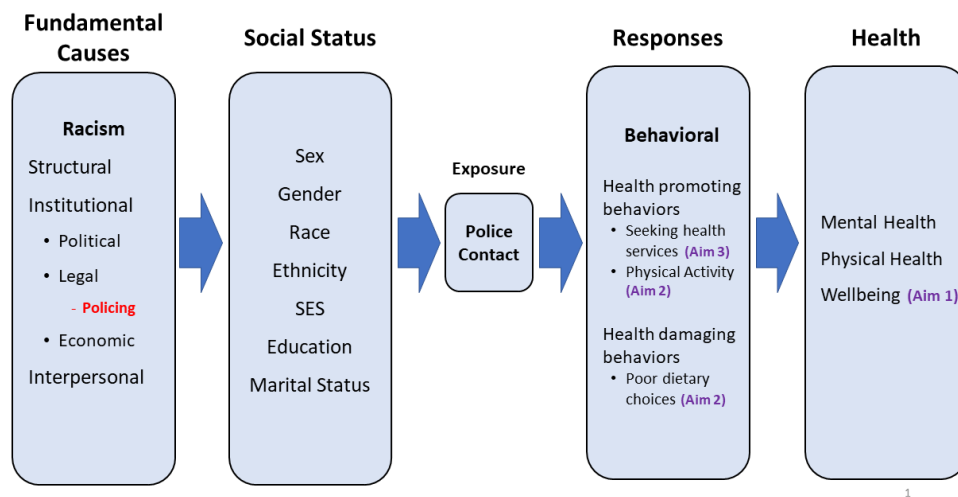 Fundamental
Causes
Racism
Structural
Institutional
• Political
• Legal
- Policing
• Economic
Interpersonal
Social Status
Sex
Gender
Race
Ethnicity
SES
Education
Marital Status
Exposure
Police
Contact
Responses
Behavioral
Health promoting
behaviors
• Seeking health
services (Aim 3)
• Physical Activity
(Aim 2)
Health damaging
behaviors
• Poor dietary
choices (Aim 2)
Health
Mental Health
Physical Health
Wellbeing (Aim 1)
1